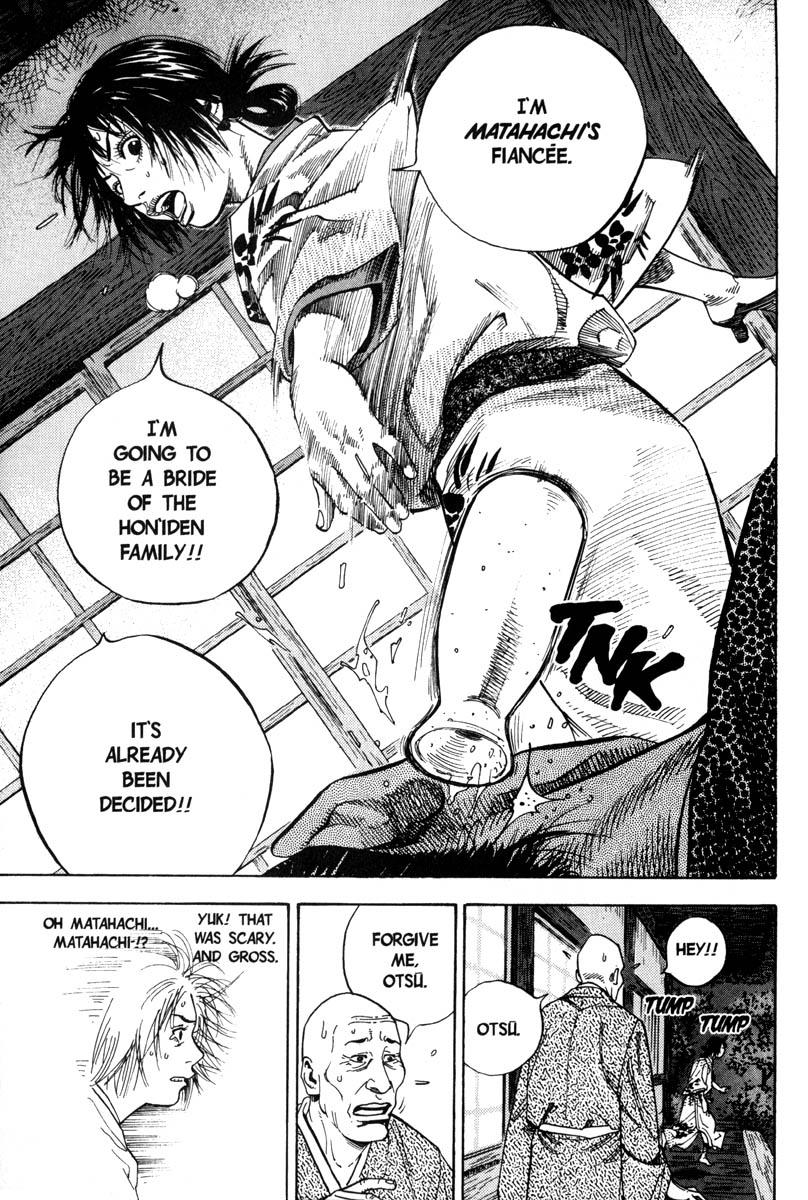 I'M
MATAHACHI'S
FIANCÉE.
I'M
GOING TO
BE A BRIDE
OF THE
HON'IDEN
FAMILY!!
IT'S
ALREADY
BEEN
DECIDED!!
TNK
HEY!!
TUMP
TUMP
OTSŪ.
FORGIVE
ME,
OTSŪ.
YUK! THAT
WAS SCARY.
AND GROSS.
OH MATAHACHI...
MATAHACHI-!?